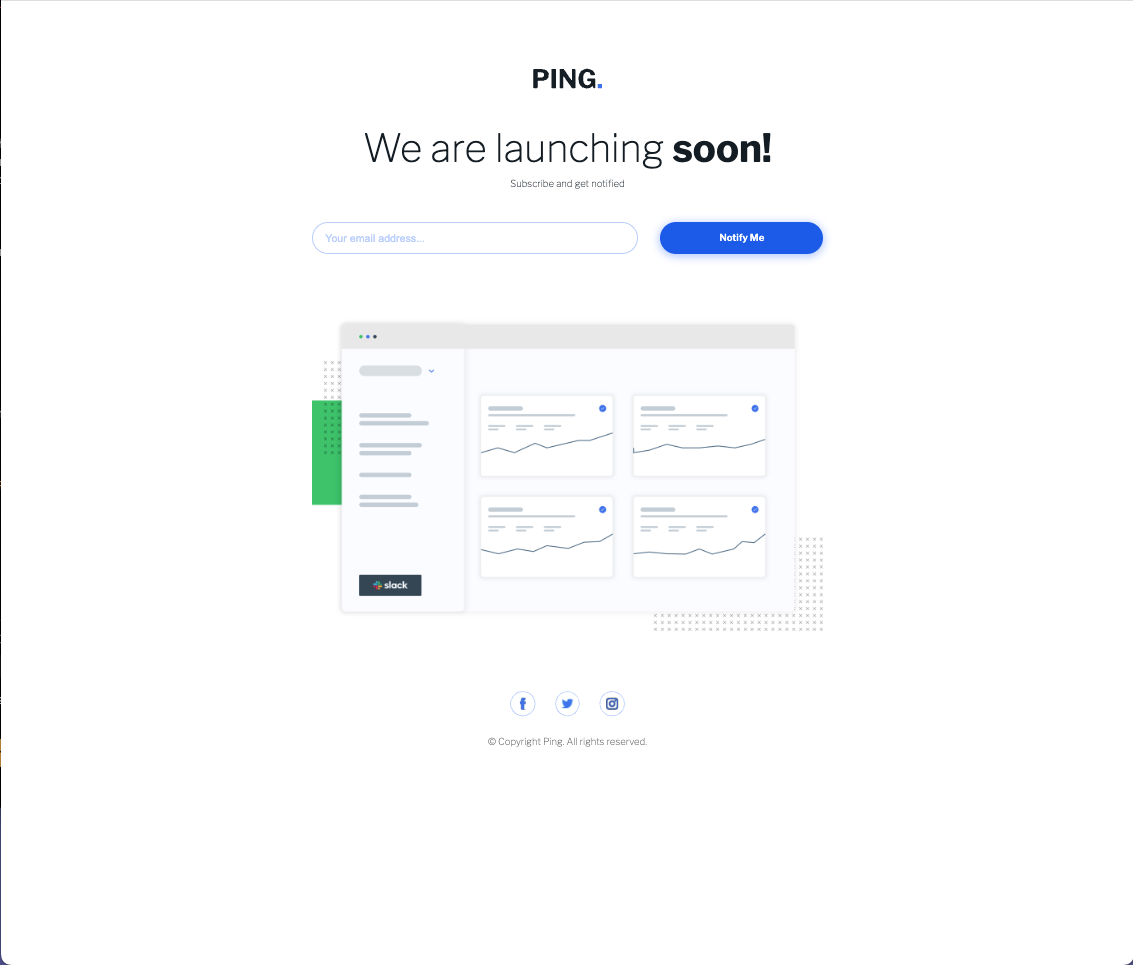 PING.
We are launching soon!
Subscribe and get notified
Your email address...
Notify Me
slack
© Copyright Ping. All rights reserved.